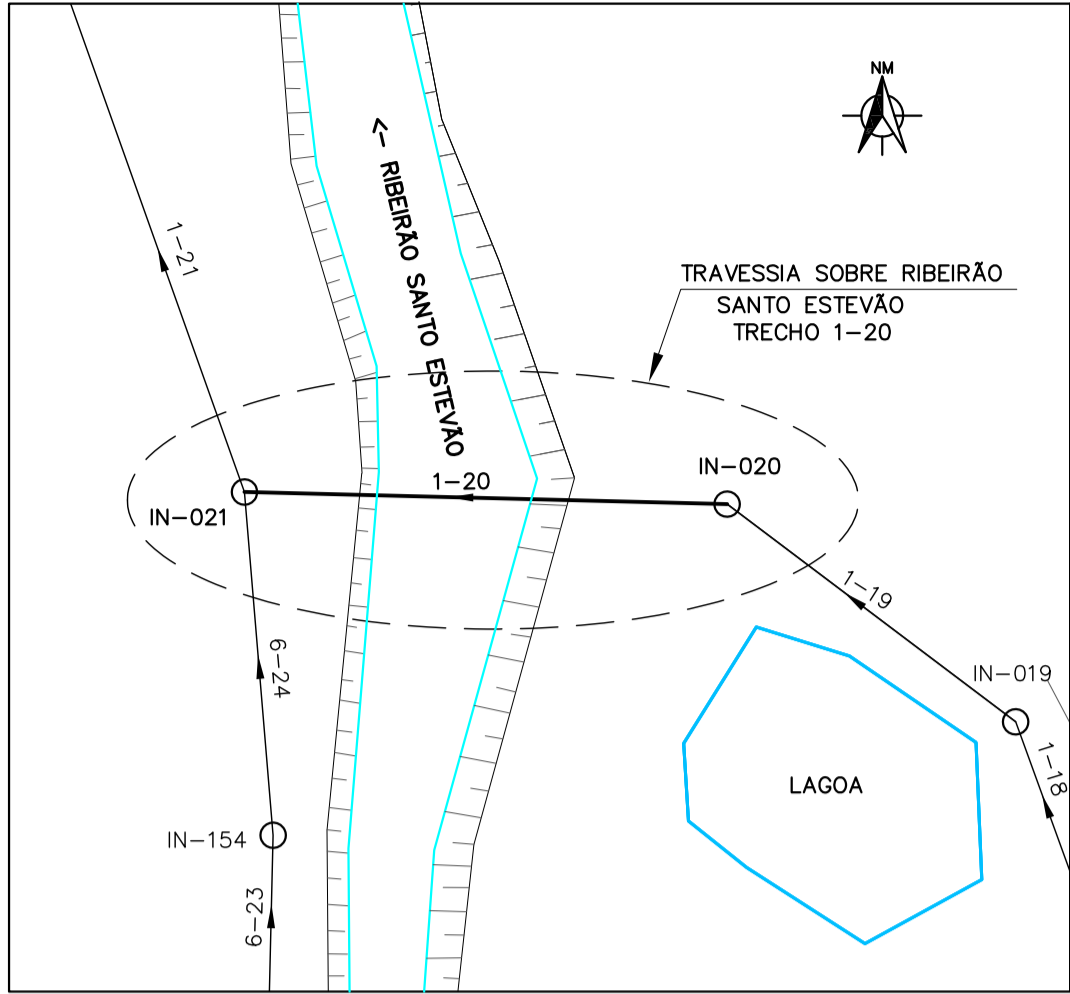 NM
1-21
<- RIBEIRÃO SANTO ESTEVÃO
TRAVESSIA SOBRE RIBEIRÃO
SANTO ESTEVÃO
TRECHO 1-20
IN-020
1-20
IN-021
1-19
6-24
IN-019
1-18
LAGOA
IN-154
6-23